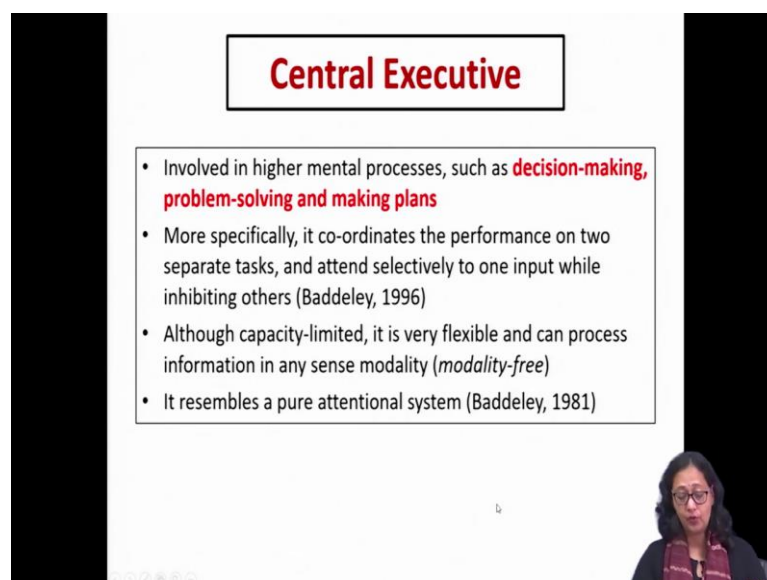 Central Executive
• Involved in higher mental processes, such as decision-making,
problem-solving and making plans
• More specifically, it co-ordinates the performance on two
separate tasks, and attend selectively to one input while
inhibiting others (Baddeley, 1996)
• Although capacity-limited, it is very flexible and can process
information in any sense modality (modality-free)
• It resembles a pure attentional system (Baddeley, 1981)